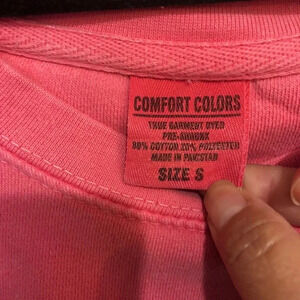 COMFORT COLORS
TRUE GARMENT DYED
PRE-SHRUNK
80% COTTON 20% POLYESTER
MADE IN PAKISTAN
SIZE S